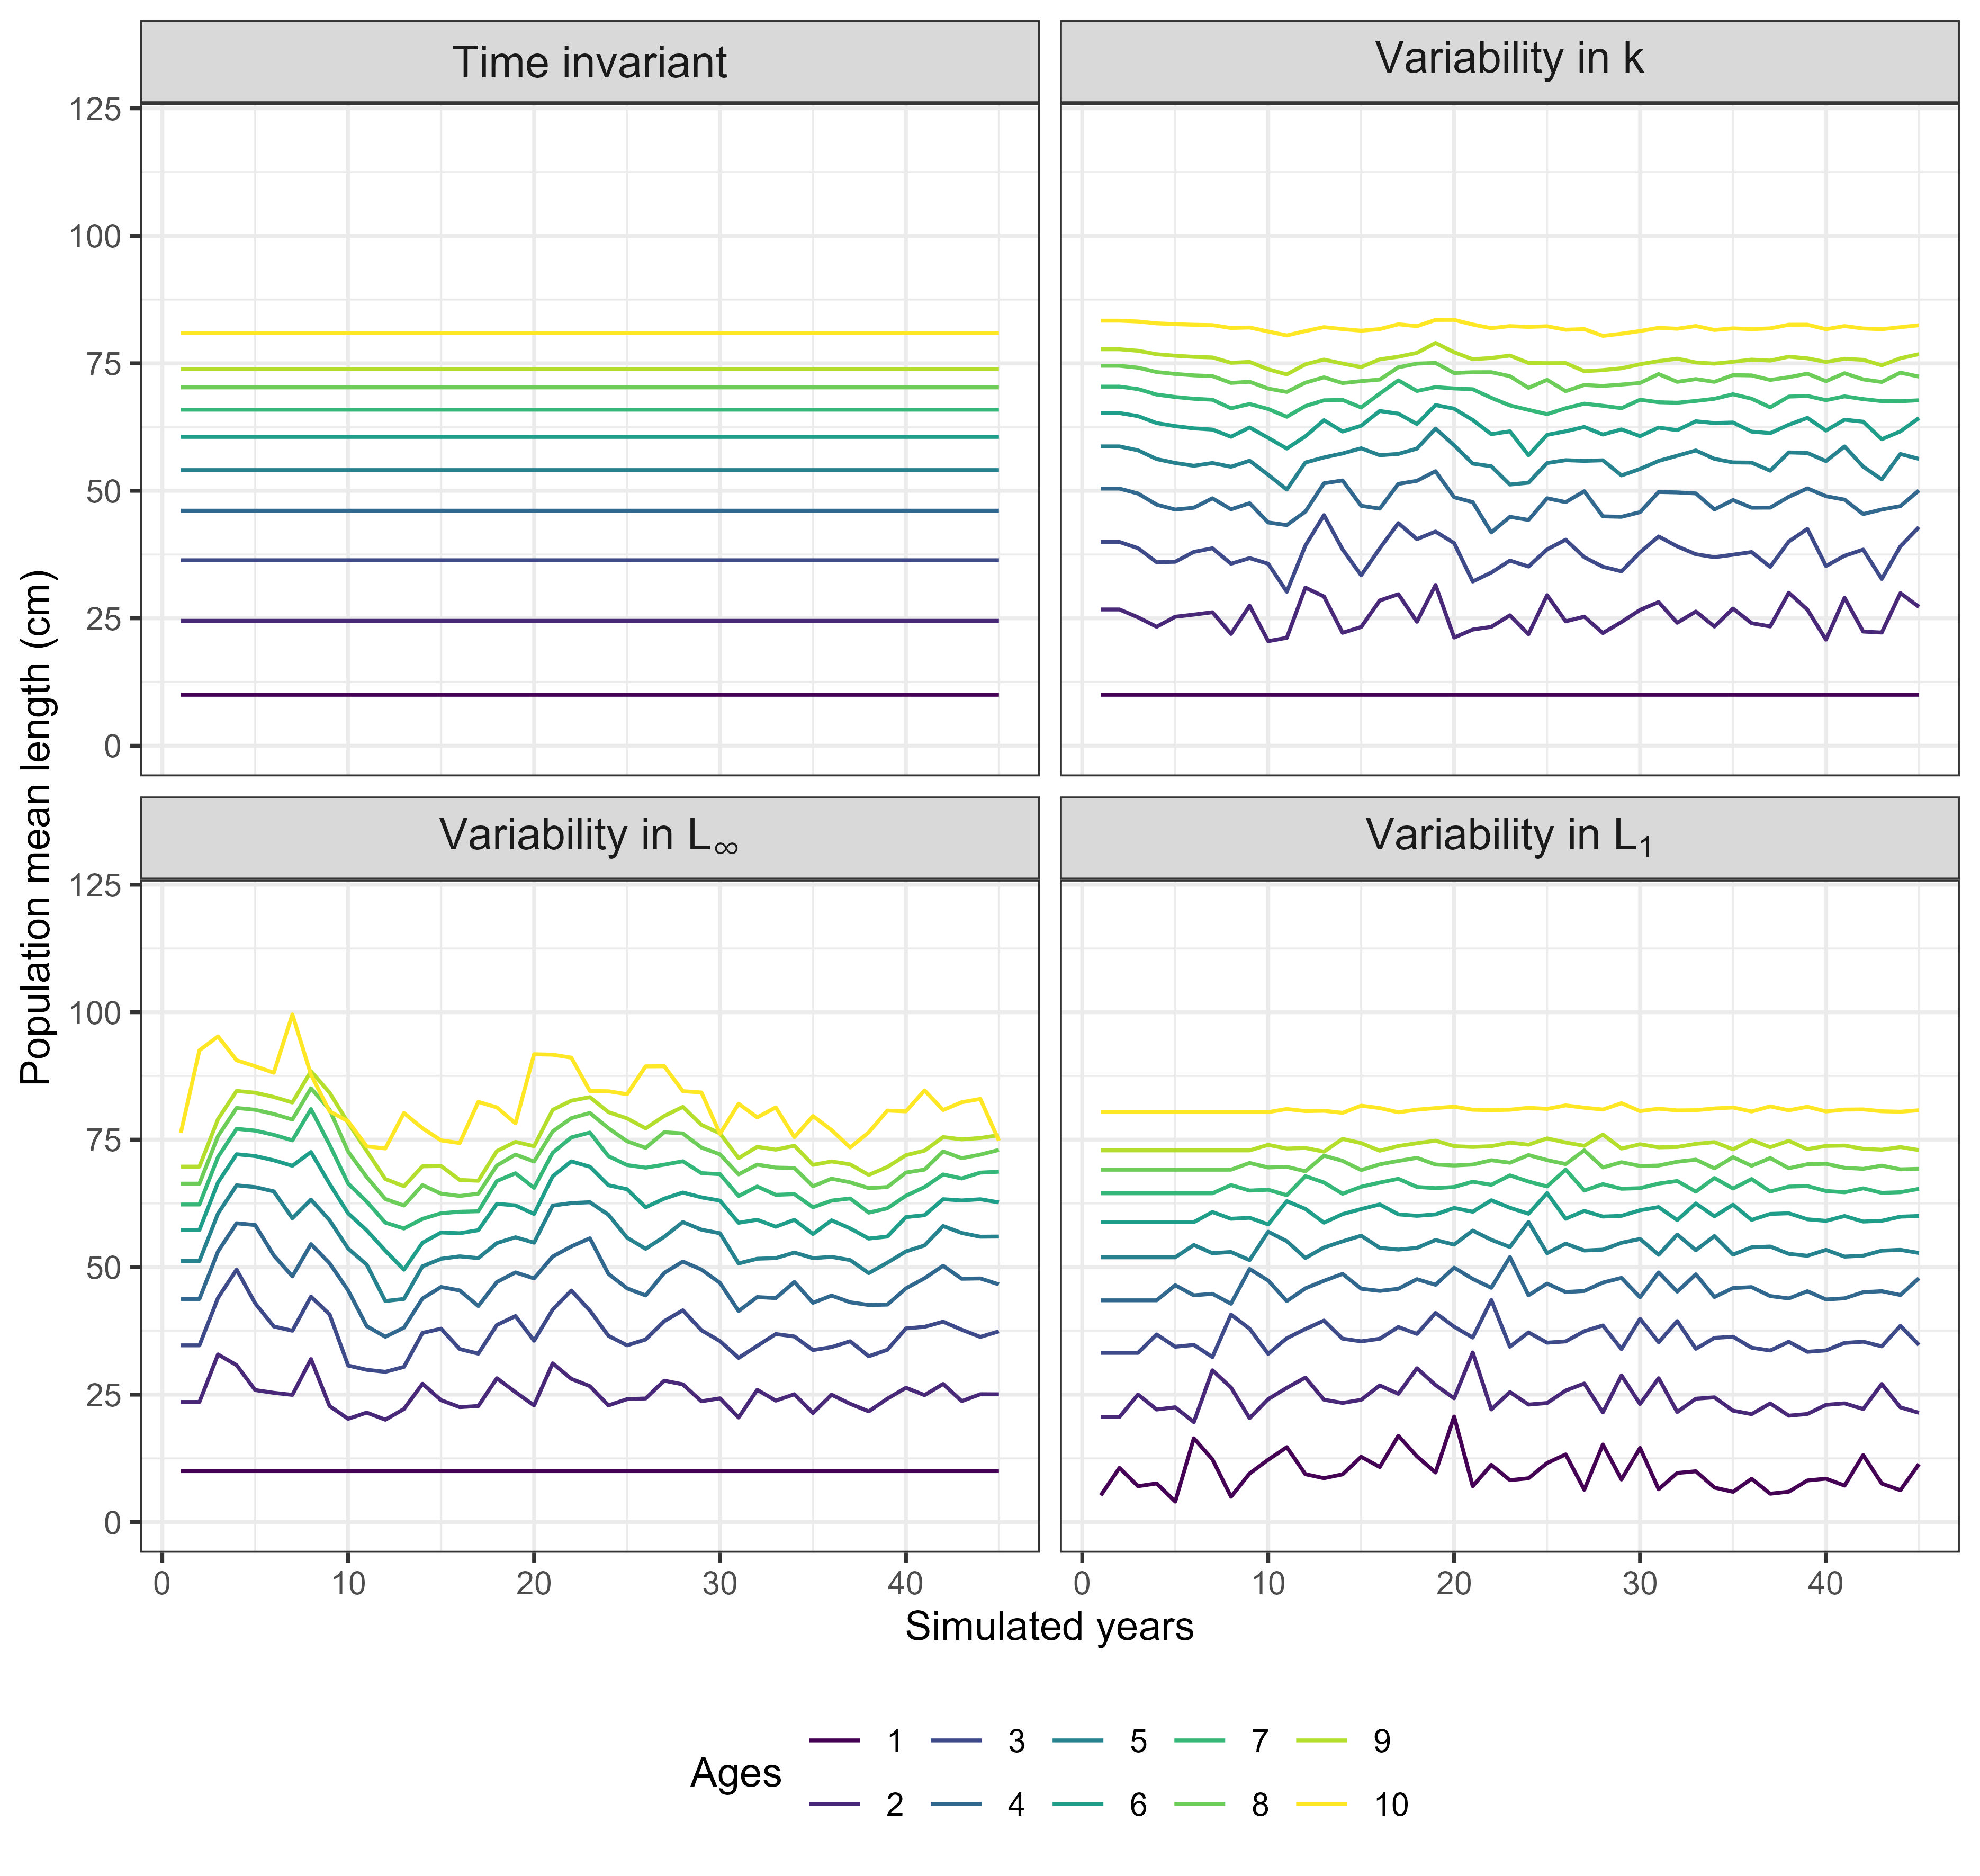 Time invariant
Variability in k
125
100
75
50
25
0
Population mean length (cm)
Variability in L∞
Variability in L₁
125
100
75
50
25
0
0 10 20 30 40
0 10 20 30 40
Simulated years
Ages
1 3 5 7 9
2 4 6 8 10